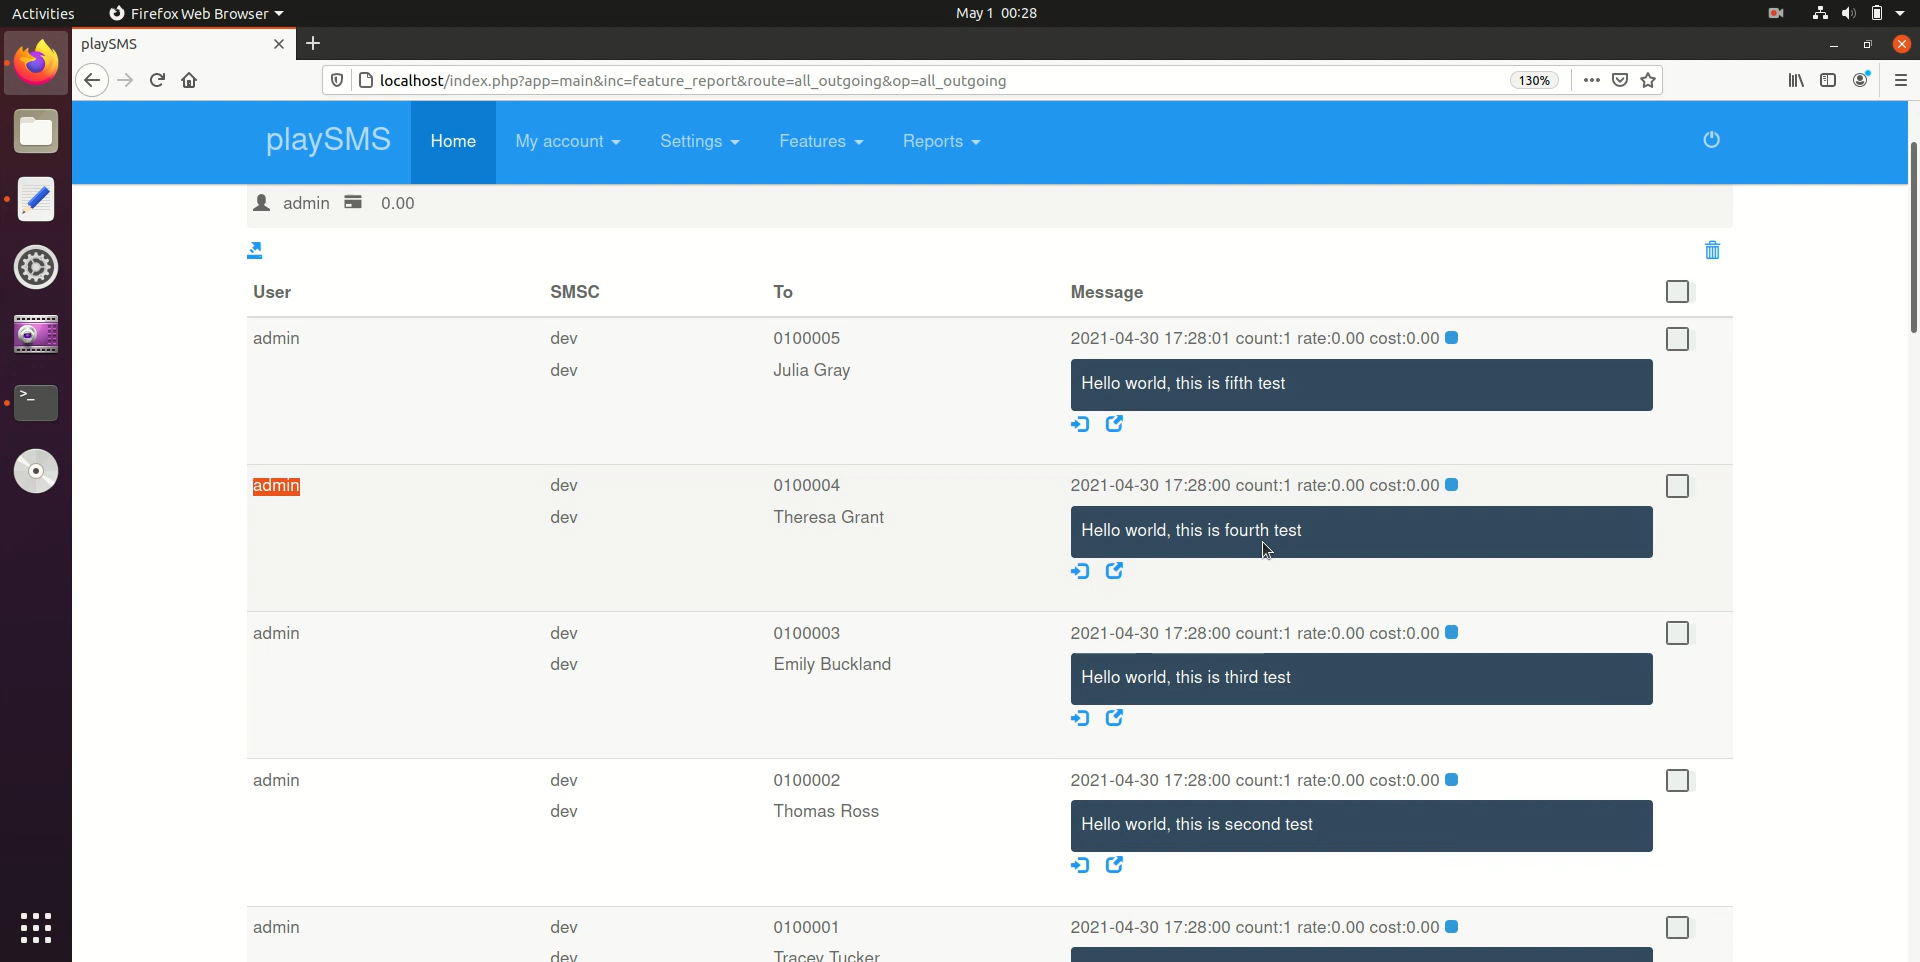 Activities Firefox Web Browser May 1 00:28
playSMS
localhost/index.php?app=main&inc=feature_report&route=all_outgoing&op=all_outgoing 130%
playSMS Home My account Settings Features Reports
admin 0.00
User SMSC To Message
admin dev 0100005 2021-04-30 17:28:01 count:1 rate:0.00 cost:0.00
dev Julia Gray Hello world, this is fifth test
admin dev 0100004 2021-04-30 17:28:00 count:1 rate:0.00 cost:0.00
dev Theresa Grant Hello world, this is fourth test
admin dev 0100003 2021-04-30 17:28:00 count:1 rate:0.00 cost:0.00
dev Emily Buckland Hello world, this is third test
admin dev 0100002 2021-04-30 17:28:00 count:1 rate:0.00 cost:0.00
dev Thomas Ross Hello world, this is second test
admin dev 0100001 2021-04-30 17:28:00 count:1 rate:0.00 cost:0.00
dev Tracey Tucker